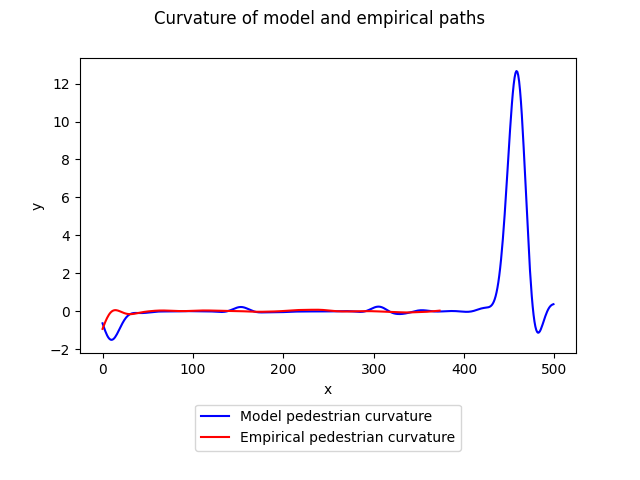 Curvature of model and empirical paths
12
10
8
6
4
2
0
−2
y
0 100 200 300 400 500
x
Model pedestrian curvature
Empirical pedestrian curvature